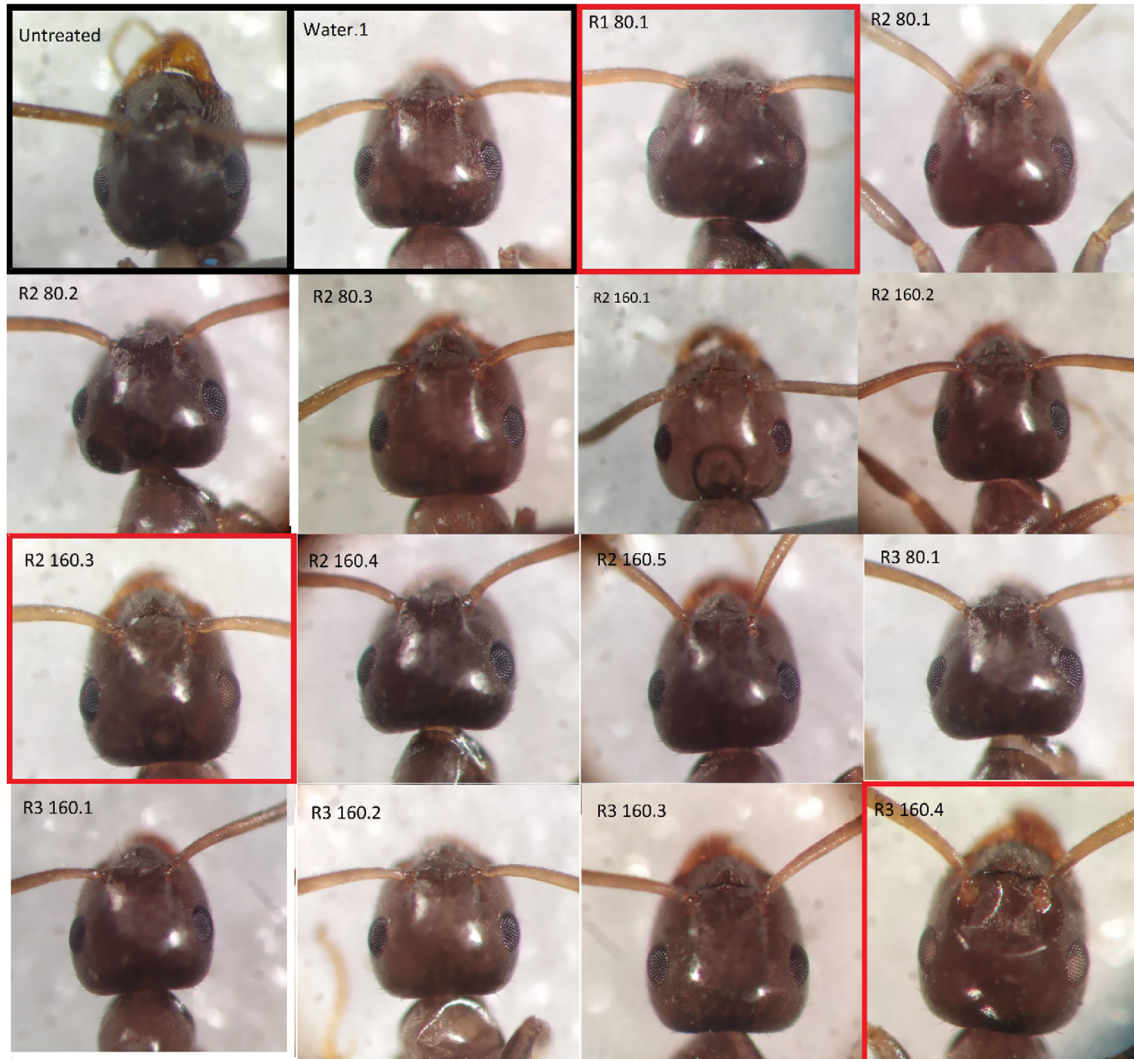 Untreated
Water.1
R1 80.1
R2 80.1
R2 80.2
R2 80.3
R2 160.1
R2 160.2
R2 160.3
R2 160.4
R2 160.5
R3 80.1
R3 160.1
R3 160.2
R3 160.3
R3 160.4